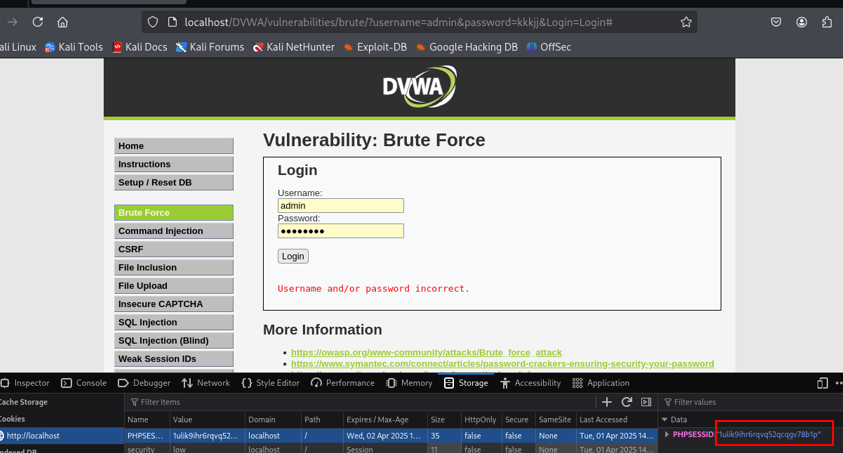 localhost/DVWA/vulnerabilities/brute/?username=admin&password=kkkjj&Login=Login#
ali Linux Kali Tools Kali Docs Kali Forums Kali NetHunter Exploit-DB Google Hacking DB OffSec
DVWA
Vulnerability: Brute Force
Home
Instructions
Setup / Reset DB
Brute Force
Command Injection
CSRF
File Inclusion
File Upload
Insecure CAPTCHA
SQL Injection
SQL Injection (Blind)
Weak Session IDs
Login
Username:
admin
Password:
Login
Username and/or password incorrect.
More Information
https://owasp.org/www-community/attacks/Brute_force_attack
https://www.symantec.com/connect/articles/password-crackers-ensuring-security-your-password
Inspector Console Debugger Network Style Editor Performance Memory Storage Accessibility Application
Cache Storage
Cookies
http://localhost
Filter Items
Filter values
Name Value Domain Path Expires / Max-Age Size HttpOnly Secure SameSite Last Accessed
PHPSES... 1ulik9ihr6rqvq52... localhost / Wed, 02 Apr 2025 1... 35 false false None Tue, 01 Apr 2025 14...
security low localhost / Session 11 false false None Tue, 01 Apr 2025 14...
Data
PHPSESSID:"1ulik9ihr6rqvq52qcqgv78b1p"